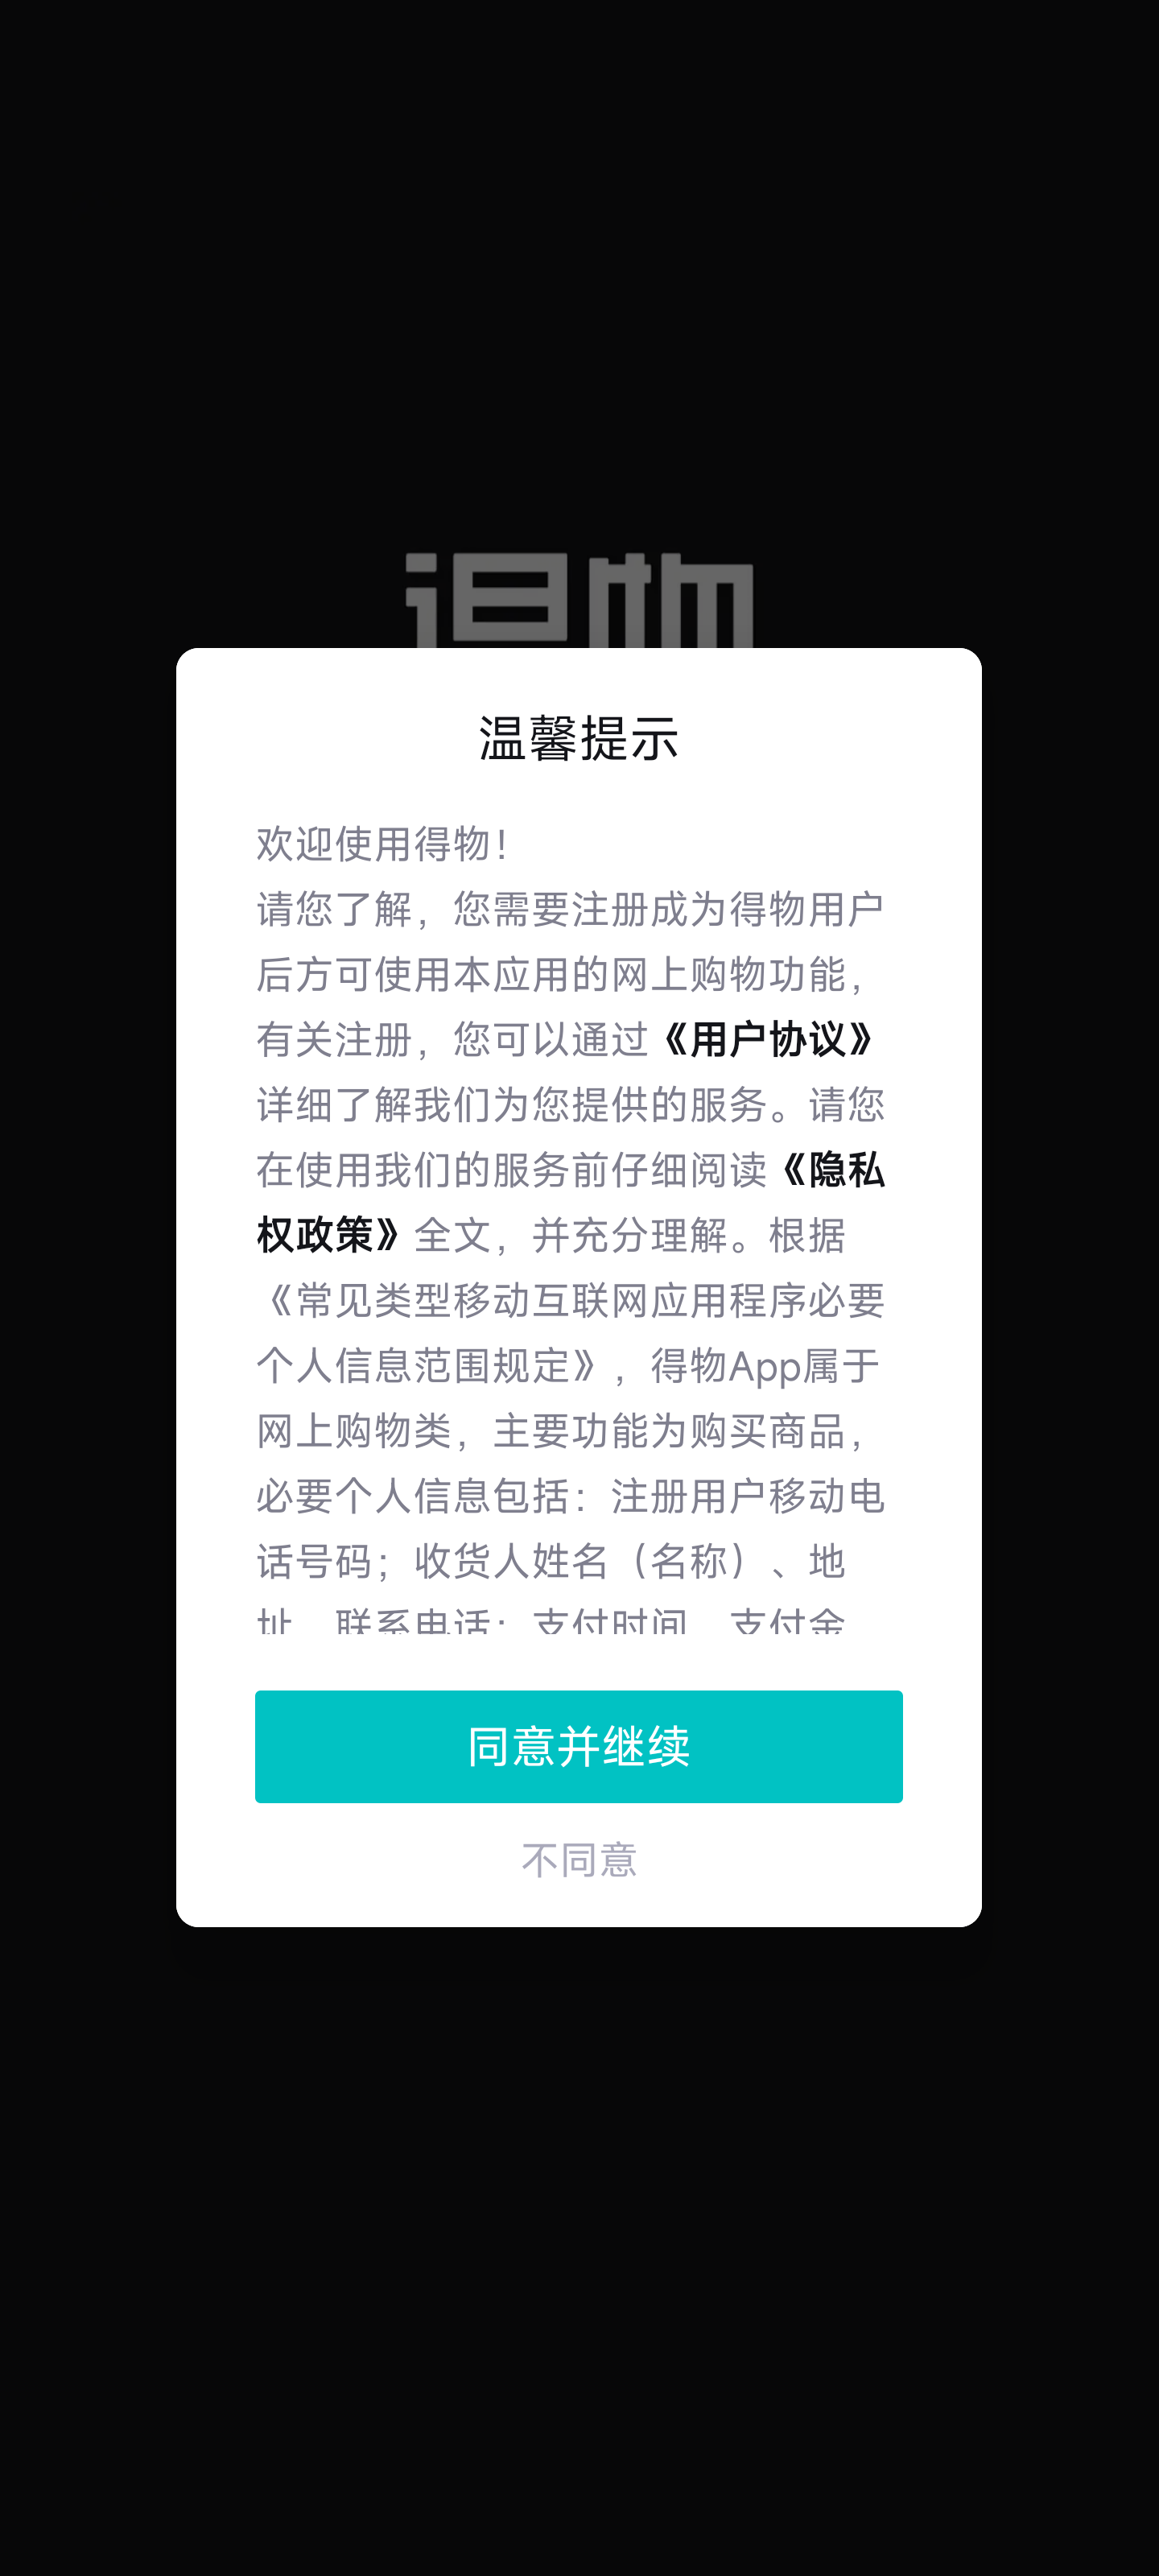 得物
温馨提示
欢迎使用得物！
请您了解，您需要注册成为得物用户
后方可使用本应用的网上购物功能，
有关注册，您可以通过《用户协议》
详细了解我们为您提供的服务。请您
在使用我们的服务前仔细阅读《隐私
权政策》全文，并充分理解。根据
《常见类型移动互联网应用程序必要
个人信息范围规定》，得物App属于
网上购物类，主要功能为购买商品，
必要个人信息包括：注册用户移动电
话号码；收货人姓名（名称）、地
址、联系电话；支付时间、支付金
同意并继续
不同意